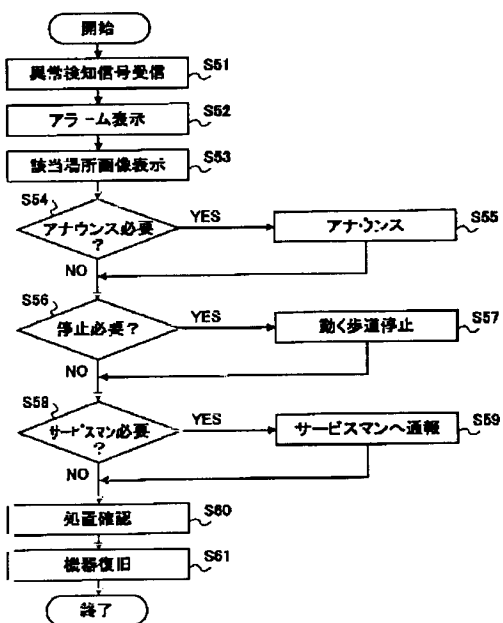 開始
異常検知信号受信
S51
アラーム表示
S52
該当場所画像表示
S53
S54
アナウンス必要
?
YES
アナウンス
S55
NO
S56
停止必要?
YES
動く歩道停止
S57
NO
S58
サービスマン必要
?
YES
サービスマンへ通報
S59
NO
処置確認
S60
機器復旧
S61
終了